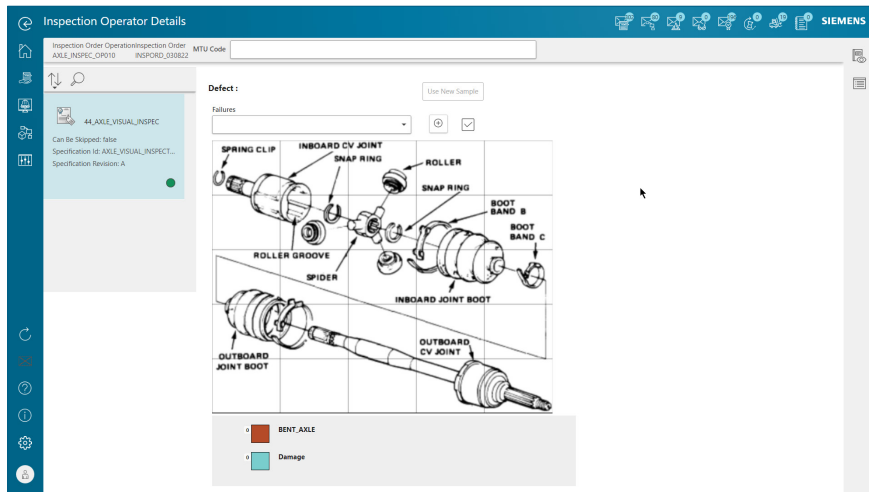 Inspection Operator Details
SIEMENS
Inspection Order Operation Inspection Order
AXLE_INSPEC_OP010 INSPORD_030822
MTU Code
44_AXLE_VISUAL_INSPEC
Can Be Skipped: false
Specification Id: AXLE_VISUAL_INSPECT...
Specification Revision: A
Defect :
Use New Sample
Failures
SPRING CLIP
INBOARD CV JOINT
SNAP RING
ROLLER
SNAP RING
BOOT
BAND B
BOOT
BAND C
ROLLER GROOVE
SPIDER
INBOARD JOINT BOOT
OUTBOARD
JOINT BOOT
OUTBOARD
CV JOINT
0 BENT_AXLE
0 Damage